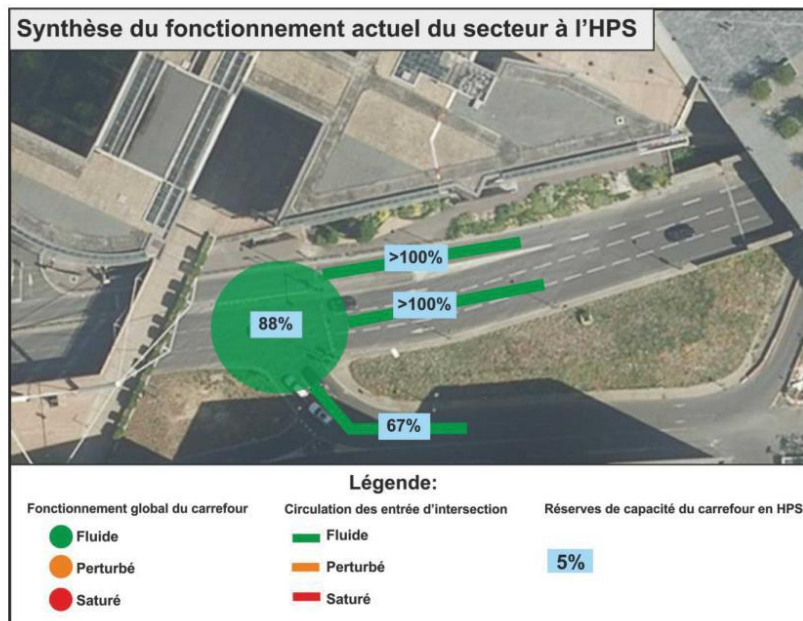 Synthèse du fonctionnement actuel du secteur à l'HPS
>100%
>100%
88%
67%
Légende:
Fonctionnement global du carrefour
Fluide
Perturbé
Saturé
Circulation des entrée d'intersection
Fluide
Perturbé
Saturé
Réserves de capacité du carrefour en HPS
5%